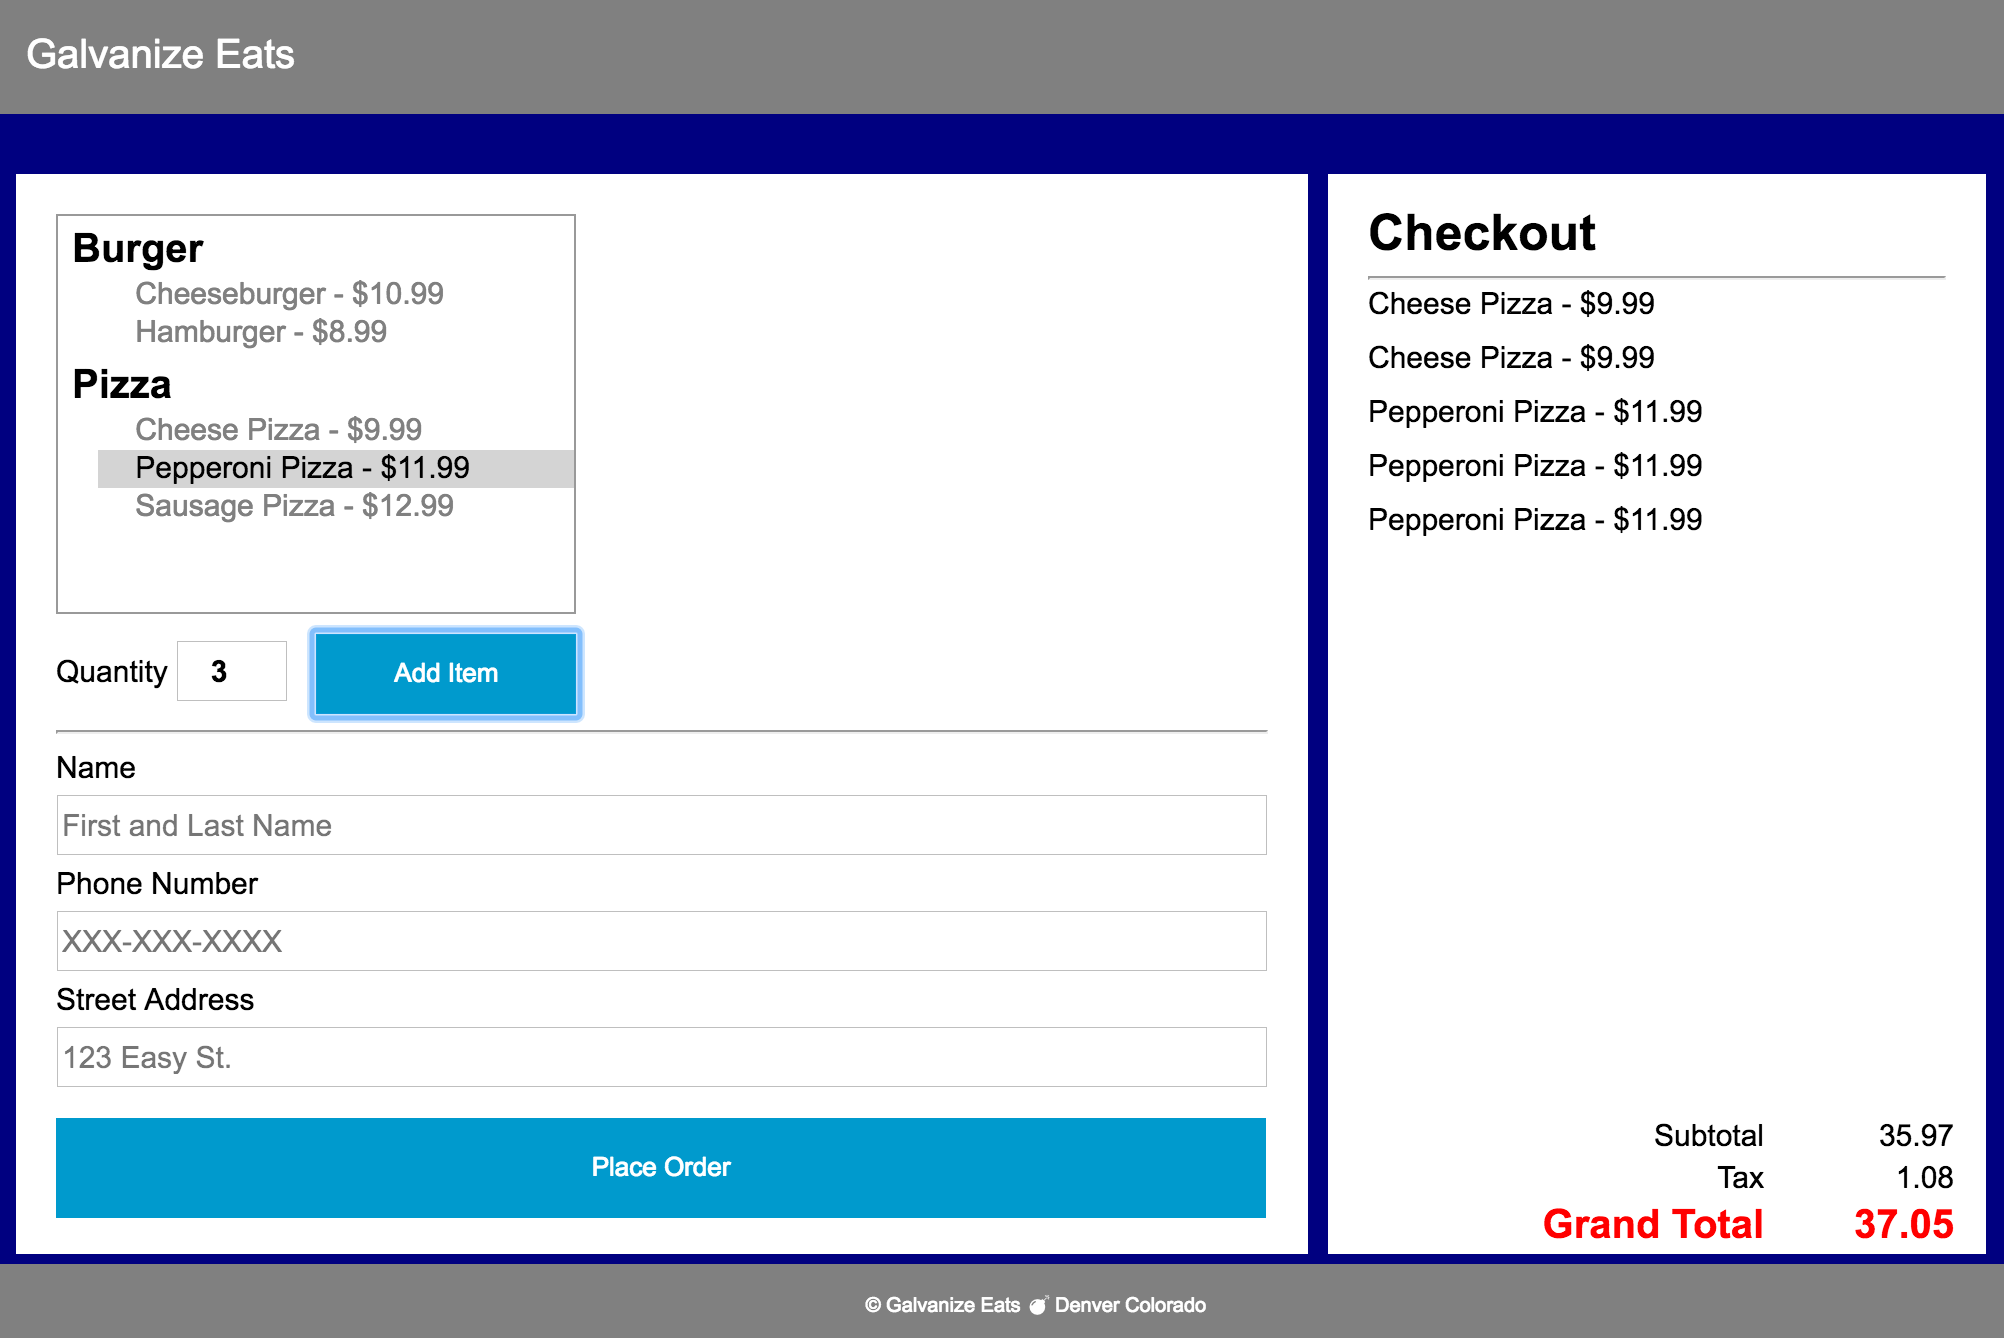 Galvanize Eats
Burger
Cheeseburger - $10.99
Hamburger - $8.99
Pizza
Cheese Pizza - $9.99
Pepperoni Pizza - $11.99
Sausage Pizza - $12.99
Quantity 3 Add Item
Name
First and Last Name
Phone Number
XXX-XXX-XXXX
Street Address
123 Easy St.
Place Order
Checkout
Cheese Pizza - $9.99
Cheese Pizza - $9.99
Pepperoni Pizza - $11.99
Pepperoni Pizza - $11.99
Pepperoni Pizza - $11.99
Subtotal 35.97
Tax 1.08
Grand Total 37.05
© Galvanize Eats 💣 Denver Colorado